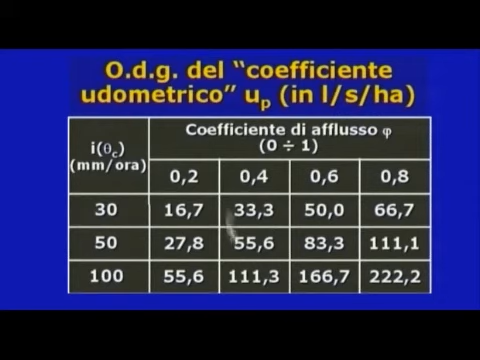 O.d.g. del “coefficiente
udometrico” up (in l/s/ha)
i(θc)
(mm/ora)
Coefficiente di afflusso φ
(0 ÷ 1)
0,2 0,4 0,6 0,8
30 16,7 33,3 50,0 66,7
50 27,8 55,6 83,3 111,1
100 55,6 111,3 166,7 222,2